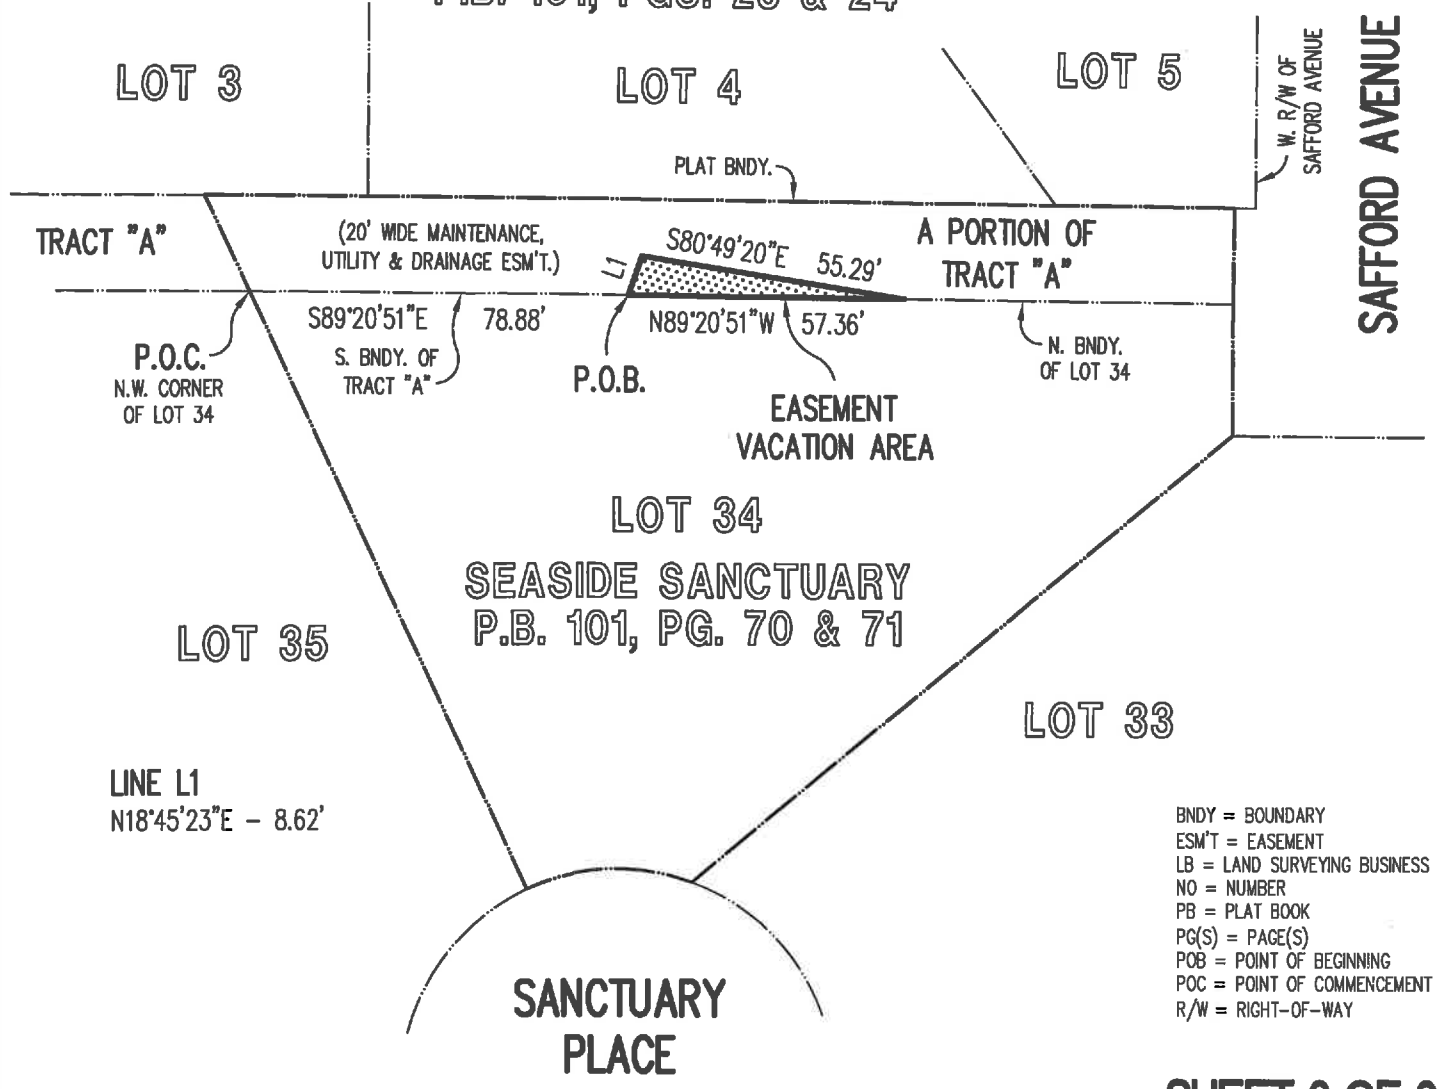 LOT 3
LOT 4
LOT 5
W. R/W OF
SAFFORD AVENUE
SAFFORD AVENUE
PLAT BNDY.
TRACT "A"
(20' WIDE MAINTENANCE,
UTILITY & DRAINAGE ESM'T.)
L1
S80°49'20"E 55.29'
A PORTION OF
TRACT "A"
S89°20'51"E 78.88'
N89°20'51"W 57.36'
P.O.C.
N.W. CORNER
OF LOT 34
S. BNDY. OF
TRACT "A"
P.O.B.
N. BNDY.
OF LOT 34
EASEMENT
VACATION AREA
LOT 34
SEASIDE SANCTUARY
P.B. 101, PG. 70 & 71
LOT 35
LOT 33
LINE L1
N18°45'23"E - 8.62'
BNDY = BOUNDARY
ESM'T = EASEMENT
LB = LAND SURVEYING BUSINESS
NO = NUMBER
PB = PLAT BOOK
PG(S) = PAGE(S)
POB = POINT OF BEGINNING
POC = POINT OF COMMENCEMENT
R/W = RIGHT-OF-WAY
SANCTUARY
PLACE